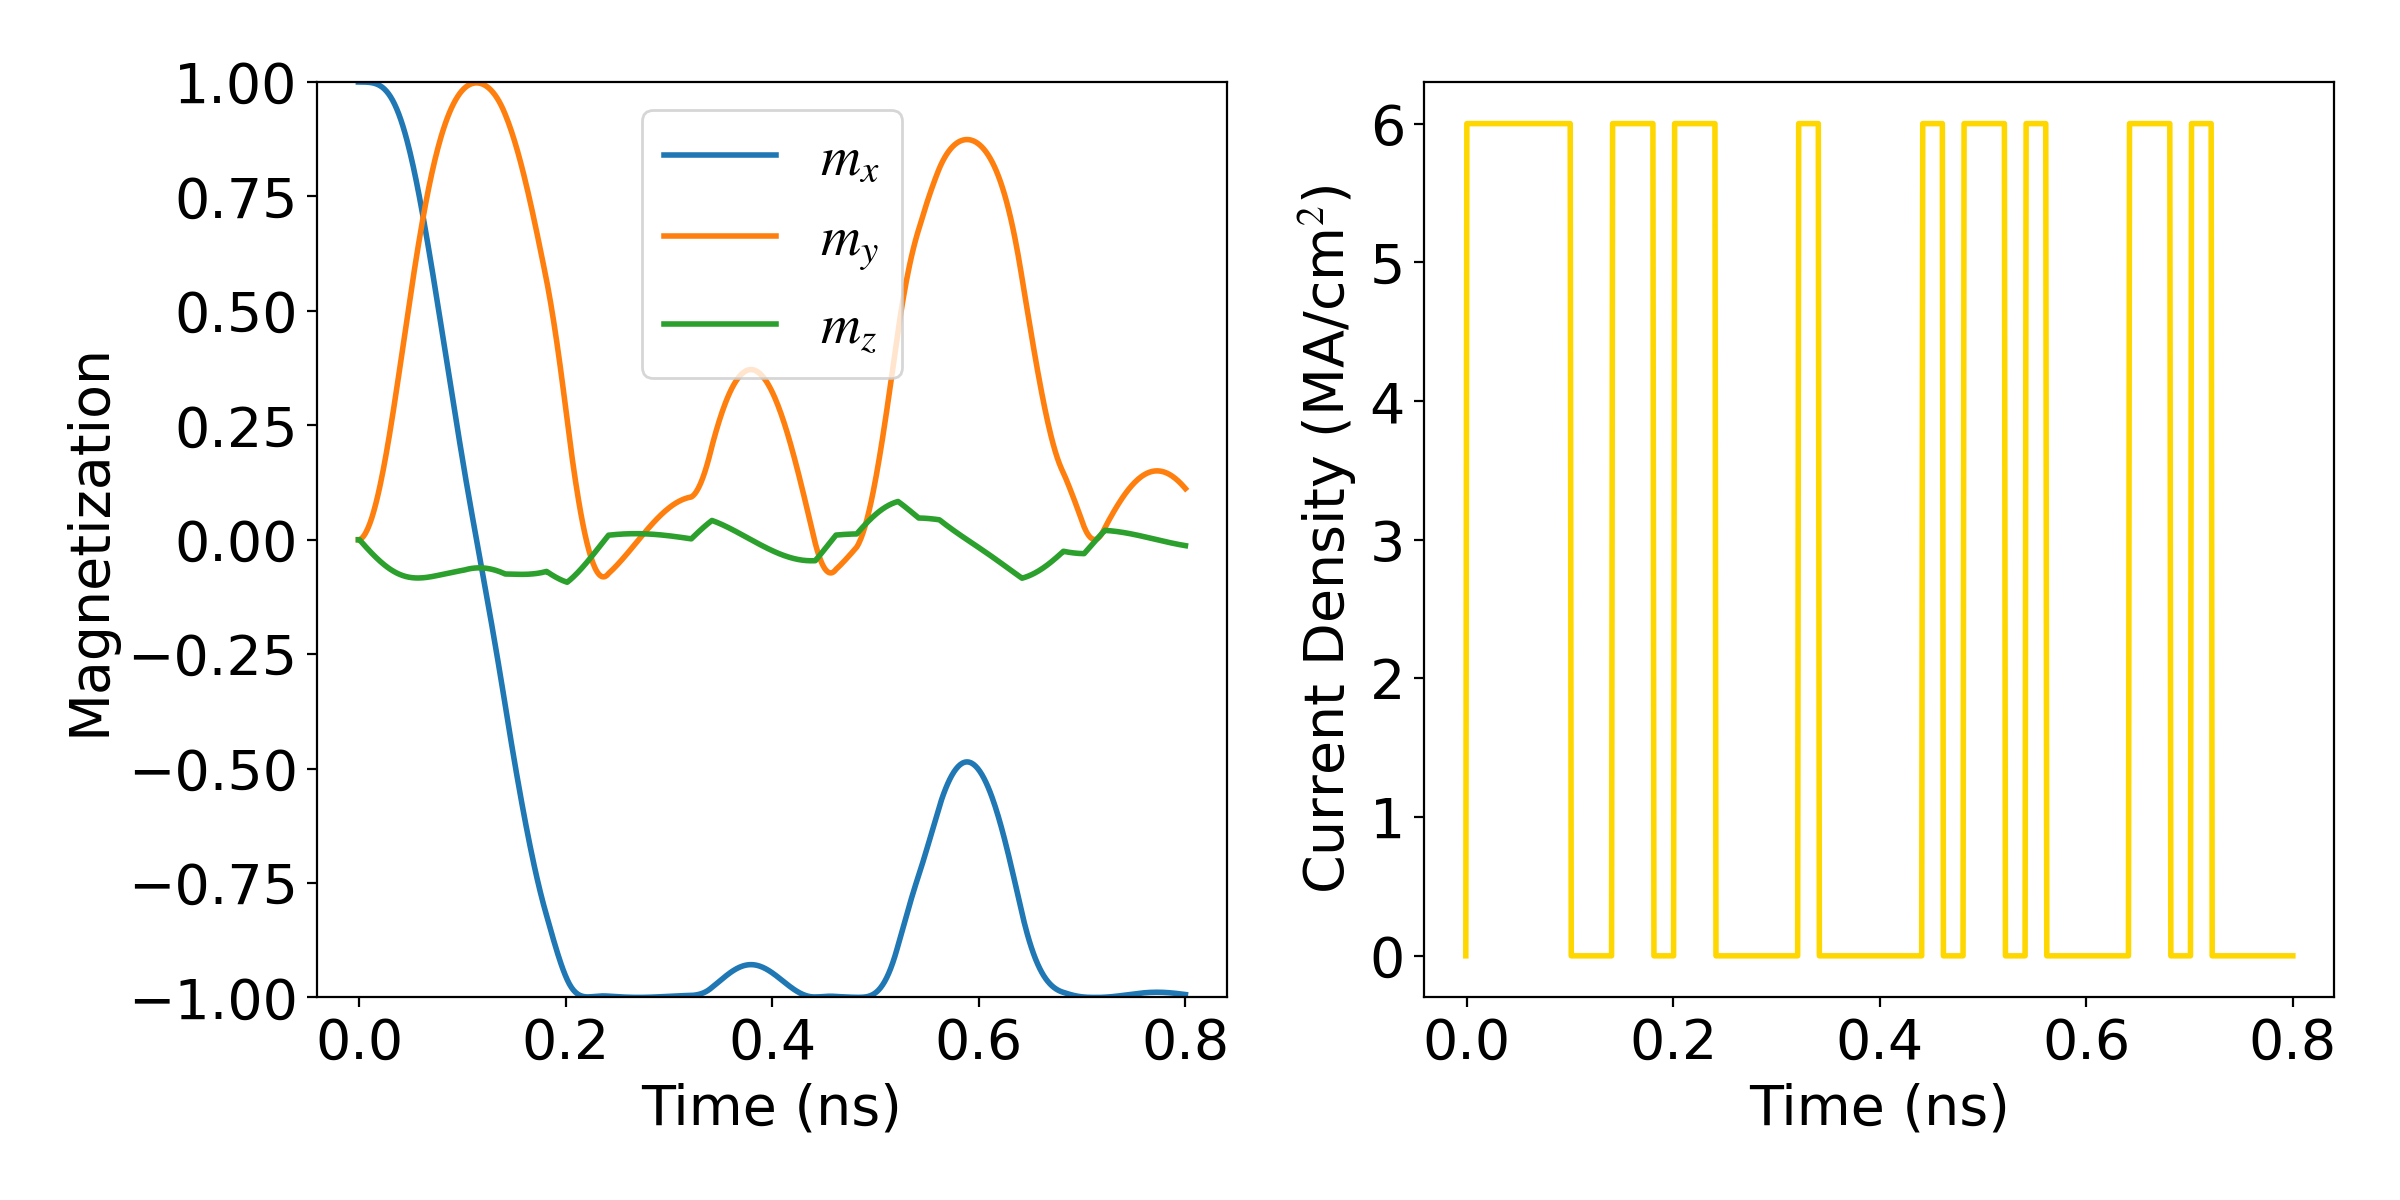 Magnetization
1.00
0.75
0.50
0.25
0.00
−0.25
−0.50
−0.75
−1.00
0.0 0.2 0.4 0.6 0.8
Time (ns)
mₓ
m_y
m_z
Current Density (MA/cm²)
6
5
4
3
2
1
0
0.0 0.2 0.4 0.6 0.8
Time (ns)